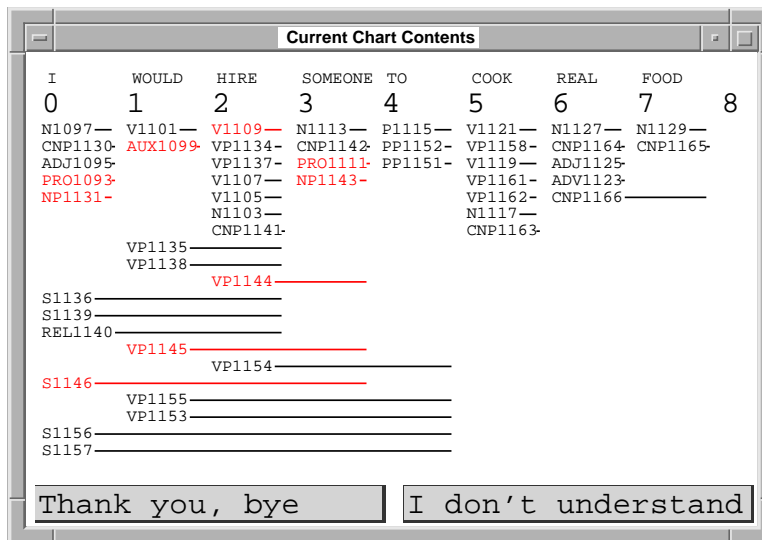 Current Chart Contents
I WOULD HIRE SOMEONE TO COOK REAL FOOD
0 1 2 3 4 5 6 7 8
N1097 V1101 V1109 N1113 P1115 V1121 N1127 N1129
CNP1130 AUX1099 VP1134 CNP1142 PP1152 VP1158 CNP1164 CNP1165
ADJ1095 VP1137 PRO1111 PP1151 V1119 ADJ1125
PRO1093 V1107 NP1143 VP1161 ADV1123
NP1131 V1105 VP1162 CNP1166
N1103 N1117
CNP1141 CNP1163
VP1135
VP1138
VP1144
S1136
S1139
REL1140
VP1145
VP1154
S1146
VP1155
VP1153
S1156
S1157
Thank you, bye I don't understand